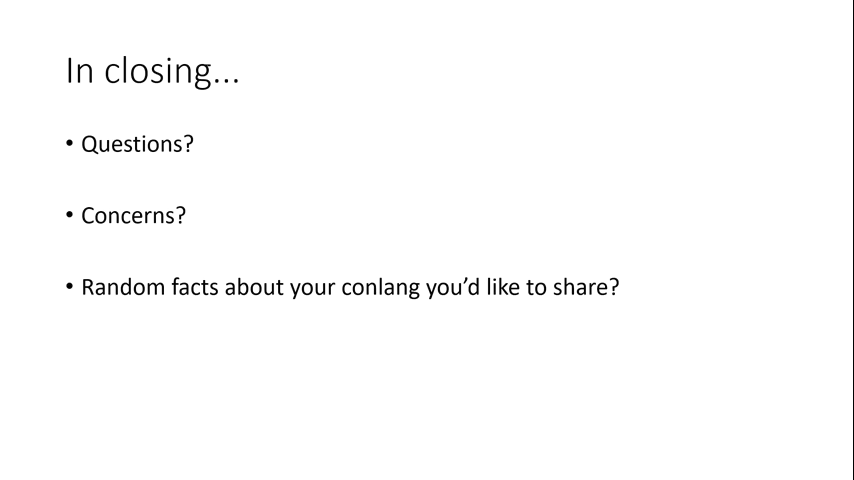 In closing...
• Questions?
• Concerns?
• Random facts about your conlang you’d like to share?